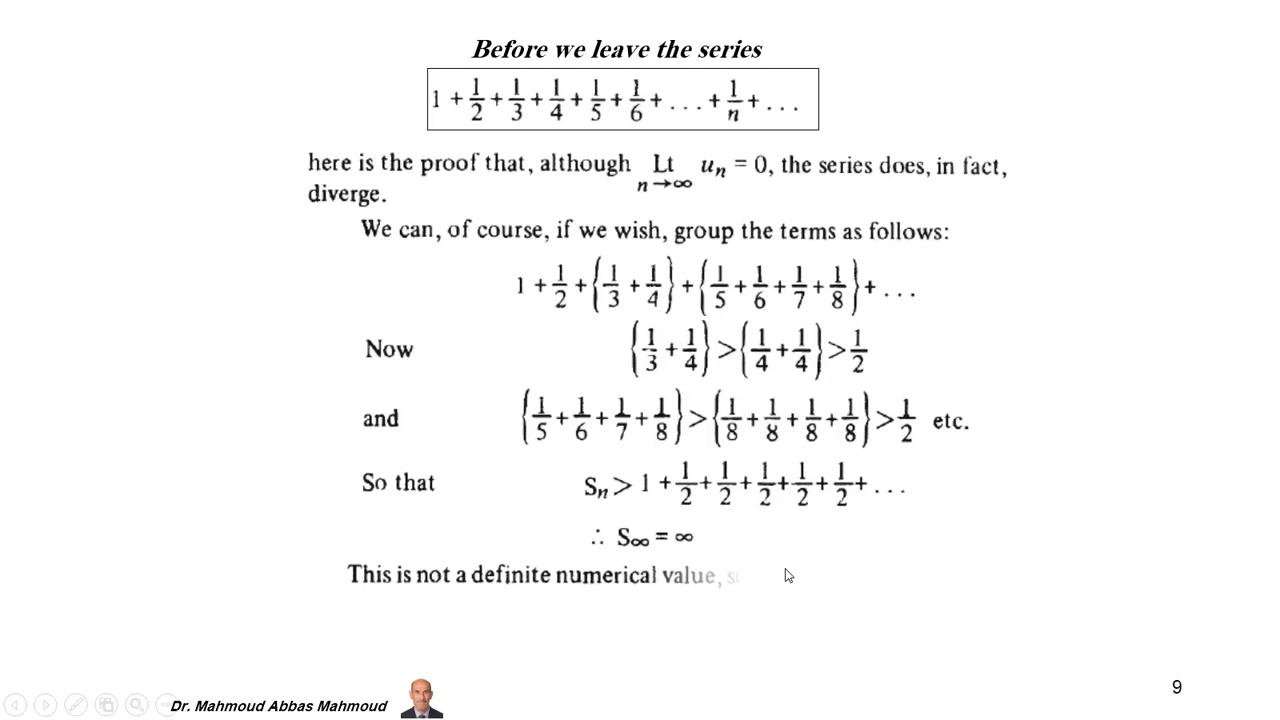 Before we leave the series
1 + 1/2 + 1/3 + 1/4 + 1/5 + 1/6 + . . . + 1/n + . . .
here is the proof that, although Lt n→∞ uₙ = 0, the series does, in fact,
diverge.
We can, of course, if we wish, group the terms as follows:
1 + 1/2 + {1/3 + 1/4} + {1/5 + 1/6 + 1/7 + 1/8} + . . .
Now {1/3 + 1/4} > {1/4 + 1/4} > 1/2
and {1/5 + 1/6 + 1/7 + 1/8} > {1/8 + 1/8 + 1/8 + 1/8} > 1/2 etc.
So that Sₙ > 1 + 1/2 + 1/2 + 1/2 + 1/2 + 1/2 + . . .
∴ S∞ = ∞
This is not a definite numerical value,
9
Dr. Mahmoud Abbas Mahmoud